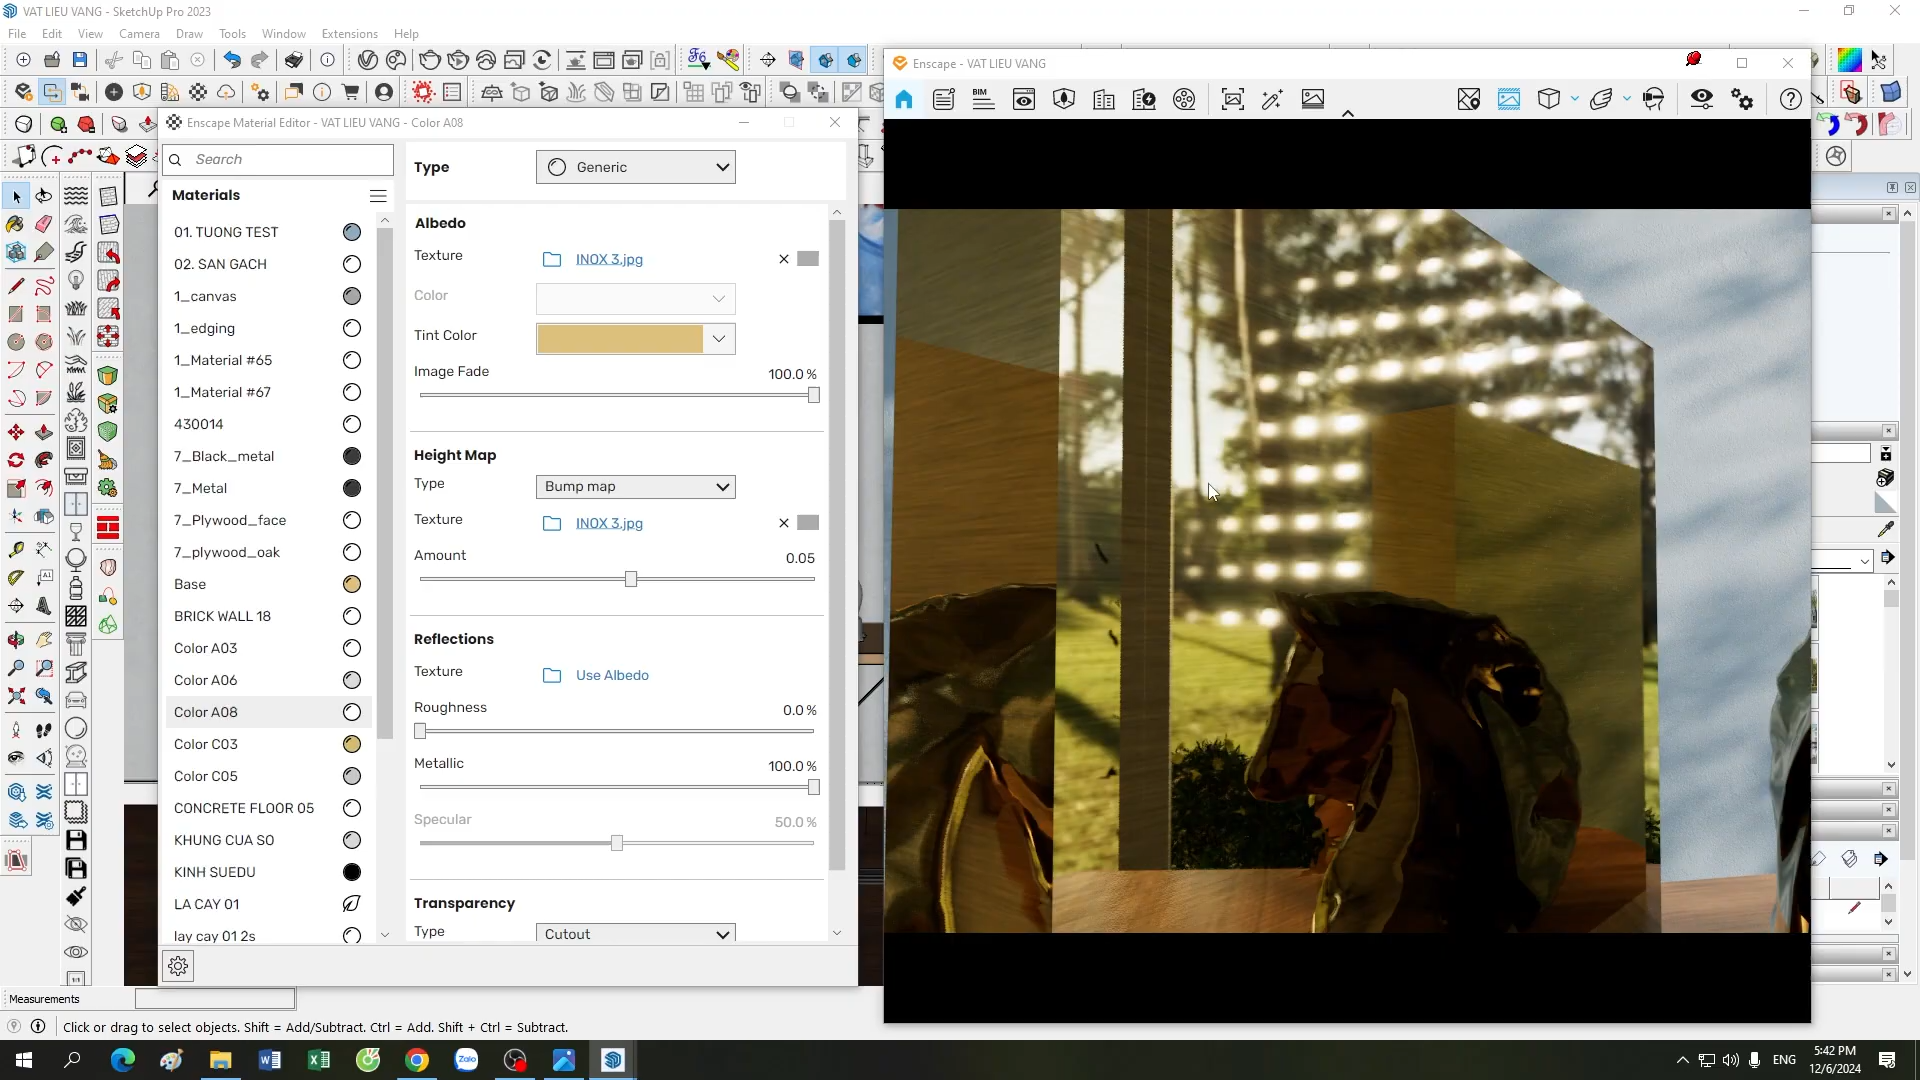 VAT LIEU VANG - SketchUp Pro 2023
File Edit View Camera Draw Tools Window Extensions Help
Enscape - VAT LIEU VANG
BIM
Enscape Material Editor - VAT LIEU VANG - Color A08
Search
Materials
01. TUONG TEST
02. SAN GACH
1_canvas
1_edging
1_Material #65
1_Material #67
430014
7_Black_metal
7_Metal
7_Plywood_face
7_plywood_oak
Base
BRICK WALL 18
Color A03
Color A06
Color A08
Color C03
Color C05
CONCRETE FLOOR 05
KHUNG CUA SO
KINH SUEDU
LA CAY 01
lay cay 01 2s
Type Generic
Albedo
Texture INOX 3.jpg
Color
Tint Color
Image Fade 100.0 %
Height Map
Type Bump map
Texture INOX 3.jpg
Amount 0.05
Reflections
Texture Use Albedo
Roughness 0.0 %
Metallic 100.0 %
Specular 50.0 %
Transparency
Type Cutout
Measurements
Click or drag to select objects. Shift = Add/Subtract. Ctrl = Add. Shift + Ctrl = Subtract.
Zalo
ENG
5:42 PM
12/6/2024